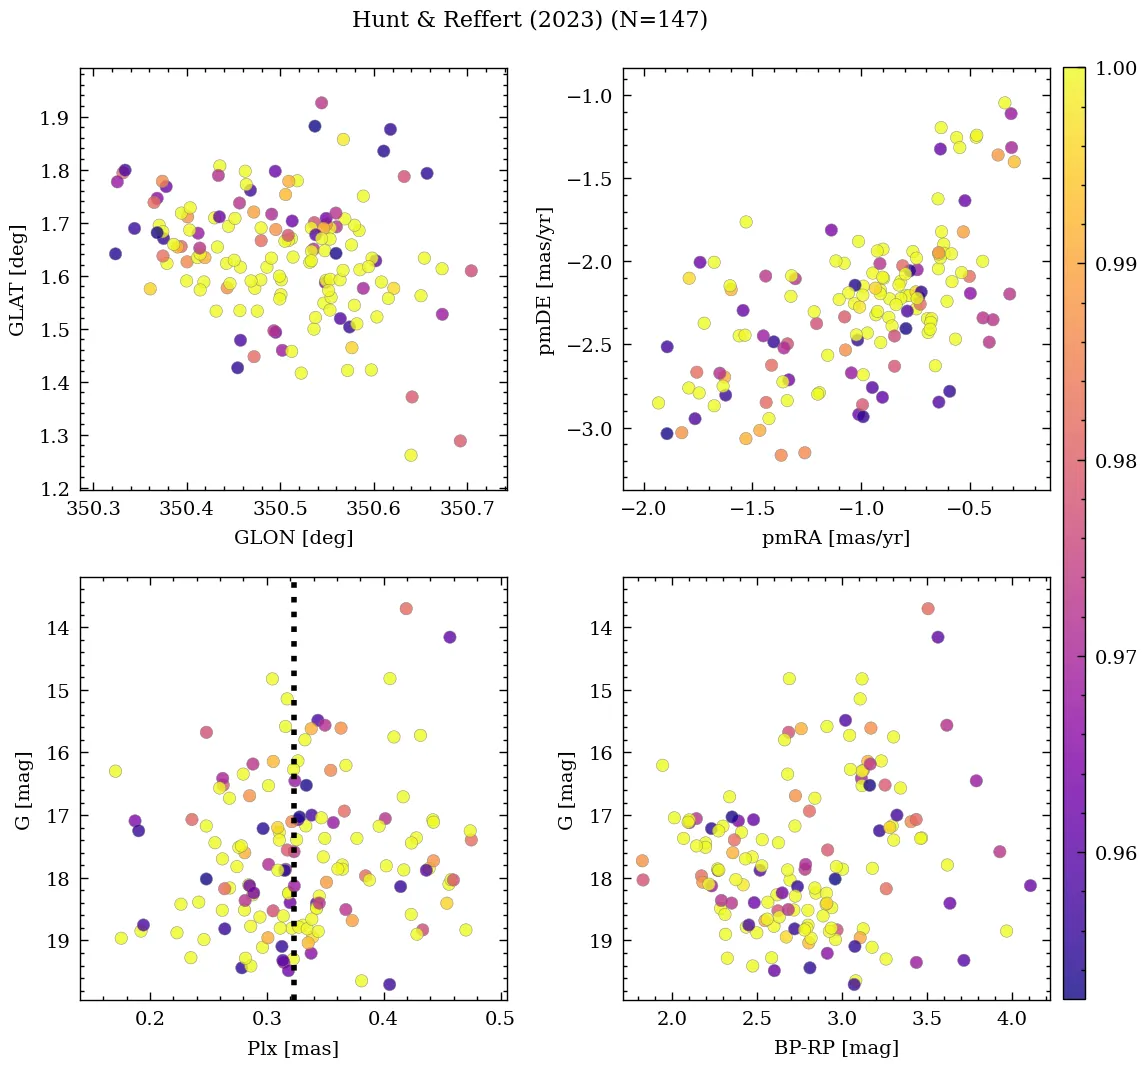 Hunt & Reffert (2023) (N=147)
1.9
1.8
1.7
1.6
1.5
1.4
1.3
1.2
GLAT [deg]
350.3 350.4 350.5 350.6 350.7
GLON [deg]
−1.0
−1.5
−2.0
−2.5
−3.0
pmDE [mas/yr]
−2.0 −1.5 −1.0 −0.5
pmRA [mas/yr]
14
15
16
17
18
19
G [mag]
0.2 0.3 0.4 0.5
Plx [mas]
14
15
16
17
18
19
G [mag]
2.0 2.5 3.0 3.5 4.0
BP-RP [mag]
1.00
0.99
0.98
0.97
0.96